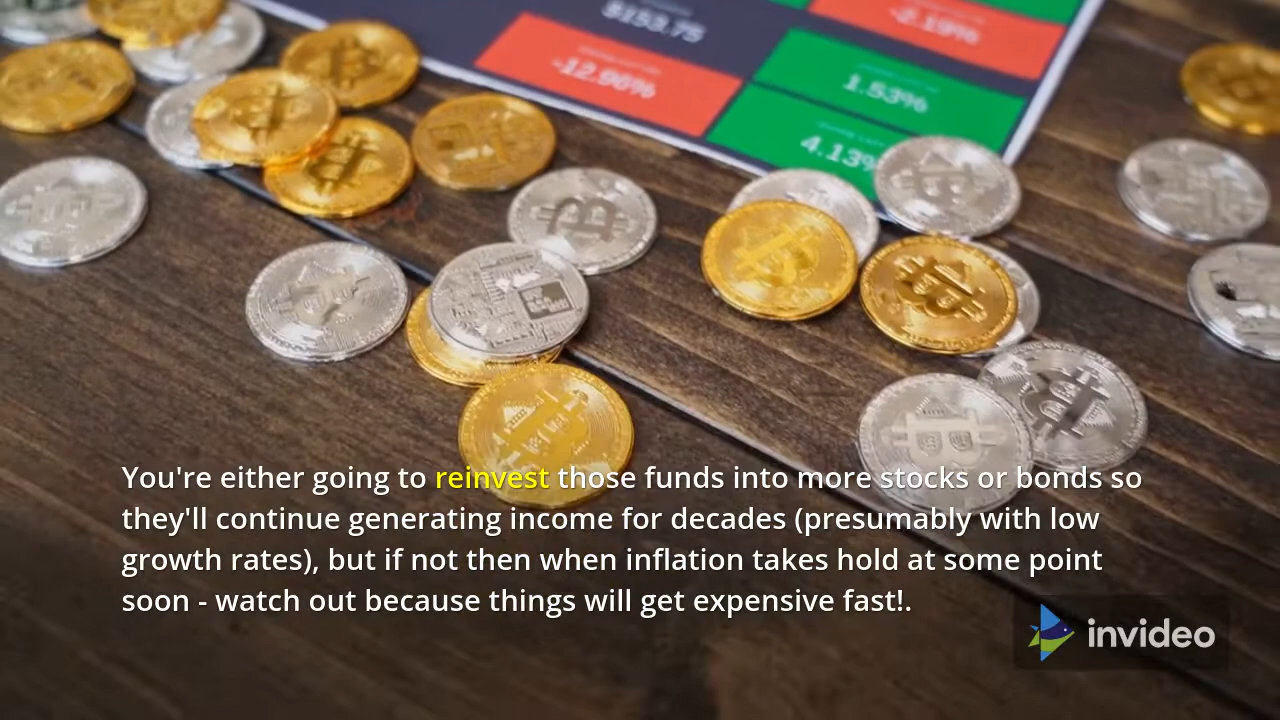 $153.75
-2.19%
-12.96%
1.53%
4.13%
You're either going to reinvest those funds into more stocks or bonds so
they'll continue generating income for decades (presumably with low
growth rates), but if not then when inflation takes hold at some point
soon - watch out because things will get expensive fast!.
invideo